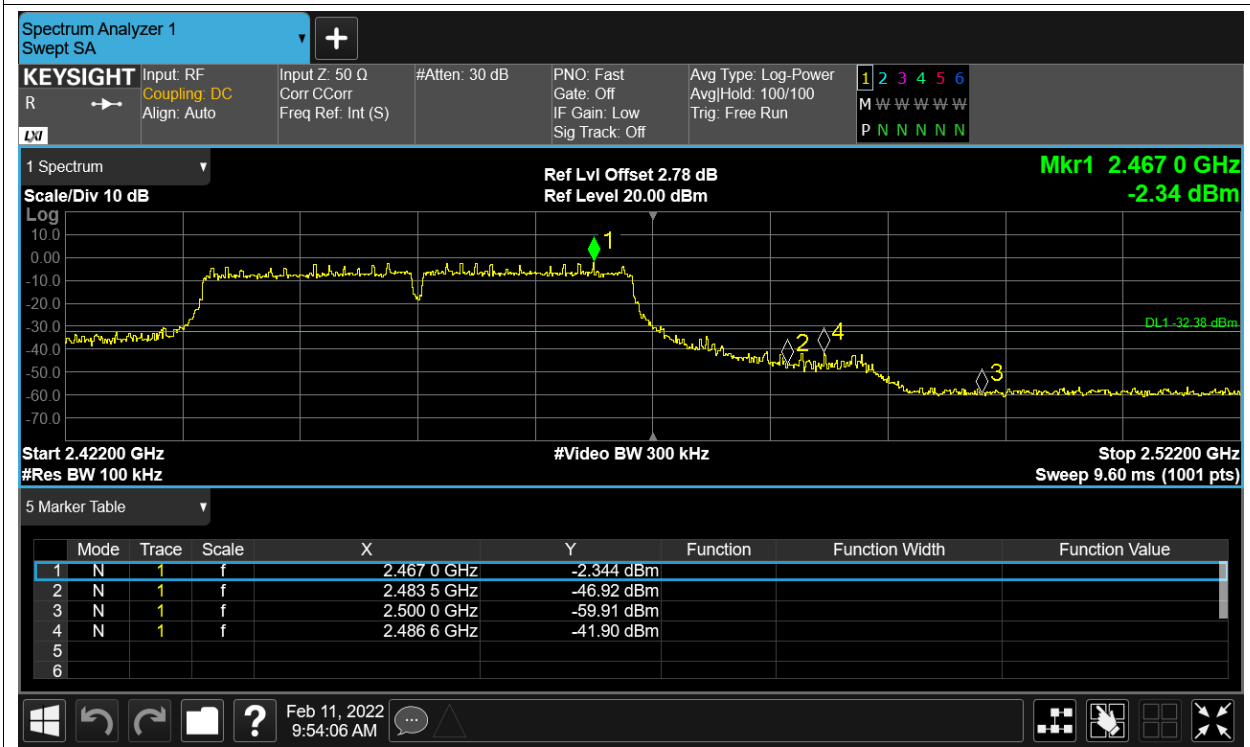 Spectrum Analyzer 1
Swept SA
KEYSIGHT Input: RF Input Z: 50 Ω #Atten: 30 dB PNO: Fast Avg Type: Log-Power 1 2 3 4 5 6
R Coupling: DC Corr CCorr Gate: Off Avg|Hold: 100/100 M W W W W W
Align: Auto Freq Ref: Int (S) IF Gain: Low Trig: Free Run
LXI Sig Track: Off P N N N N N
1 Spectrum Ref Lvl Offset 2.78 dB Mkr1 2.467 0 GHz
Scale/Div 10 dB Ref Level 20.00 dBm -2.34 dBm
Log
10.0
1
0.00
-10.0
-20.0
-30.0 DL1 -32.38 dBm
-40.0 2 4
-50.0 3
-60.0
-70.0
Start 2.42200 GHz #Video BW 300 kHz Stop 2.52200 GHz
#Res BW 100 kHz Sweep 9.60 ms (1001 pts)
5 Marker Table
Mode Trace Scale X Y Function Function Width Function Value
1 N 1 f 2.467 0 GHz -2.344 dBm
2 N 1 f 2.483 5 GHz -46.92 dBm
3 N 1 f 2.500 0 GHz -59.91 dBm
4 N 1 f 2.486 6 GHz -41.90 dBm
5
6
? Feb 11, 2022
9:54:06 AM